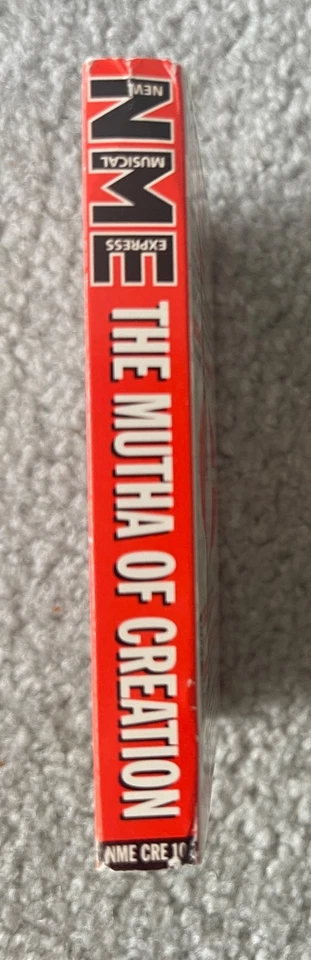 NME
NEW MUSICAL EXPRESS
THE MUTHA OF CREATION
NME CRE 10